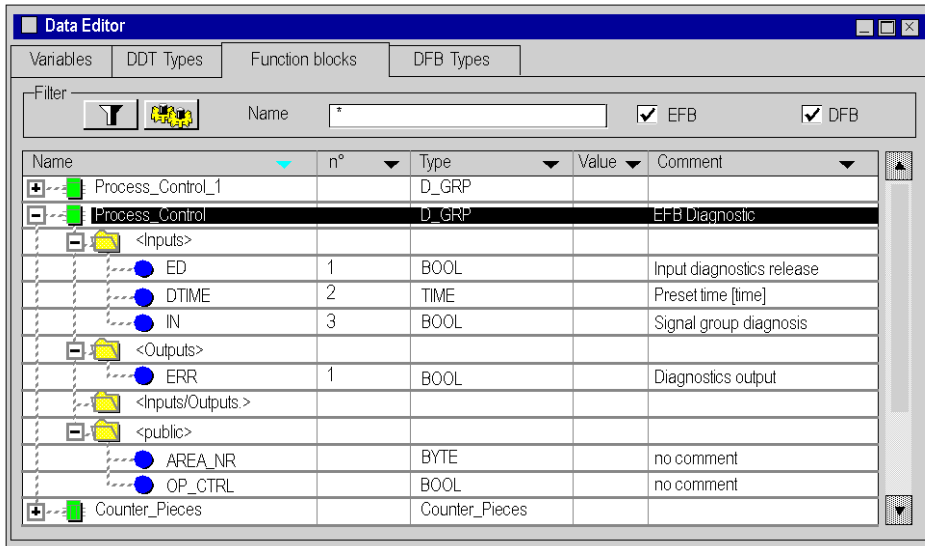 Data Editor
Variables DDT Types Function blocks DFB Types
Filter
Name * EFB DFB
Name n° Type Value Comment
Process_Control_1 D_GRP
Process_Control D_GRP EFB Diagnostic
<Inputs>
ED 1 BOOL Input diagnostics release
DTIME 2 TIME Preset time [time]
IN 3 BOOL Signal group diagnosis
<Outputs>
ERR 1 BOOL Diagnostics output
<Inputs/Outputs.>
<public>
AREA_NR BYTE no comment
OP_CTRL BOOL no comment
Counter_Pieces Counter_Pieces